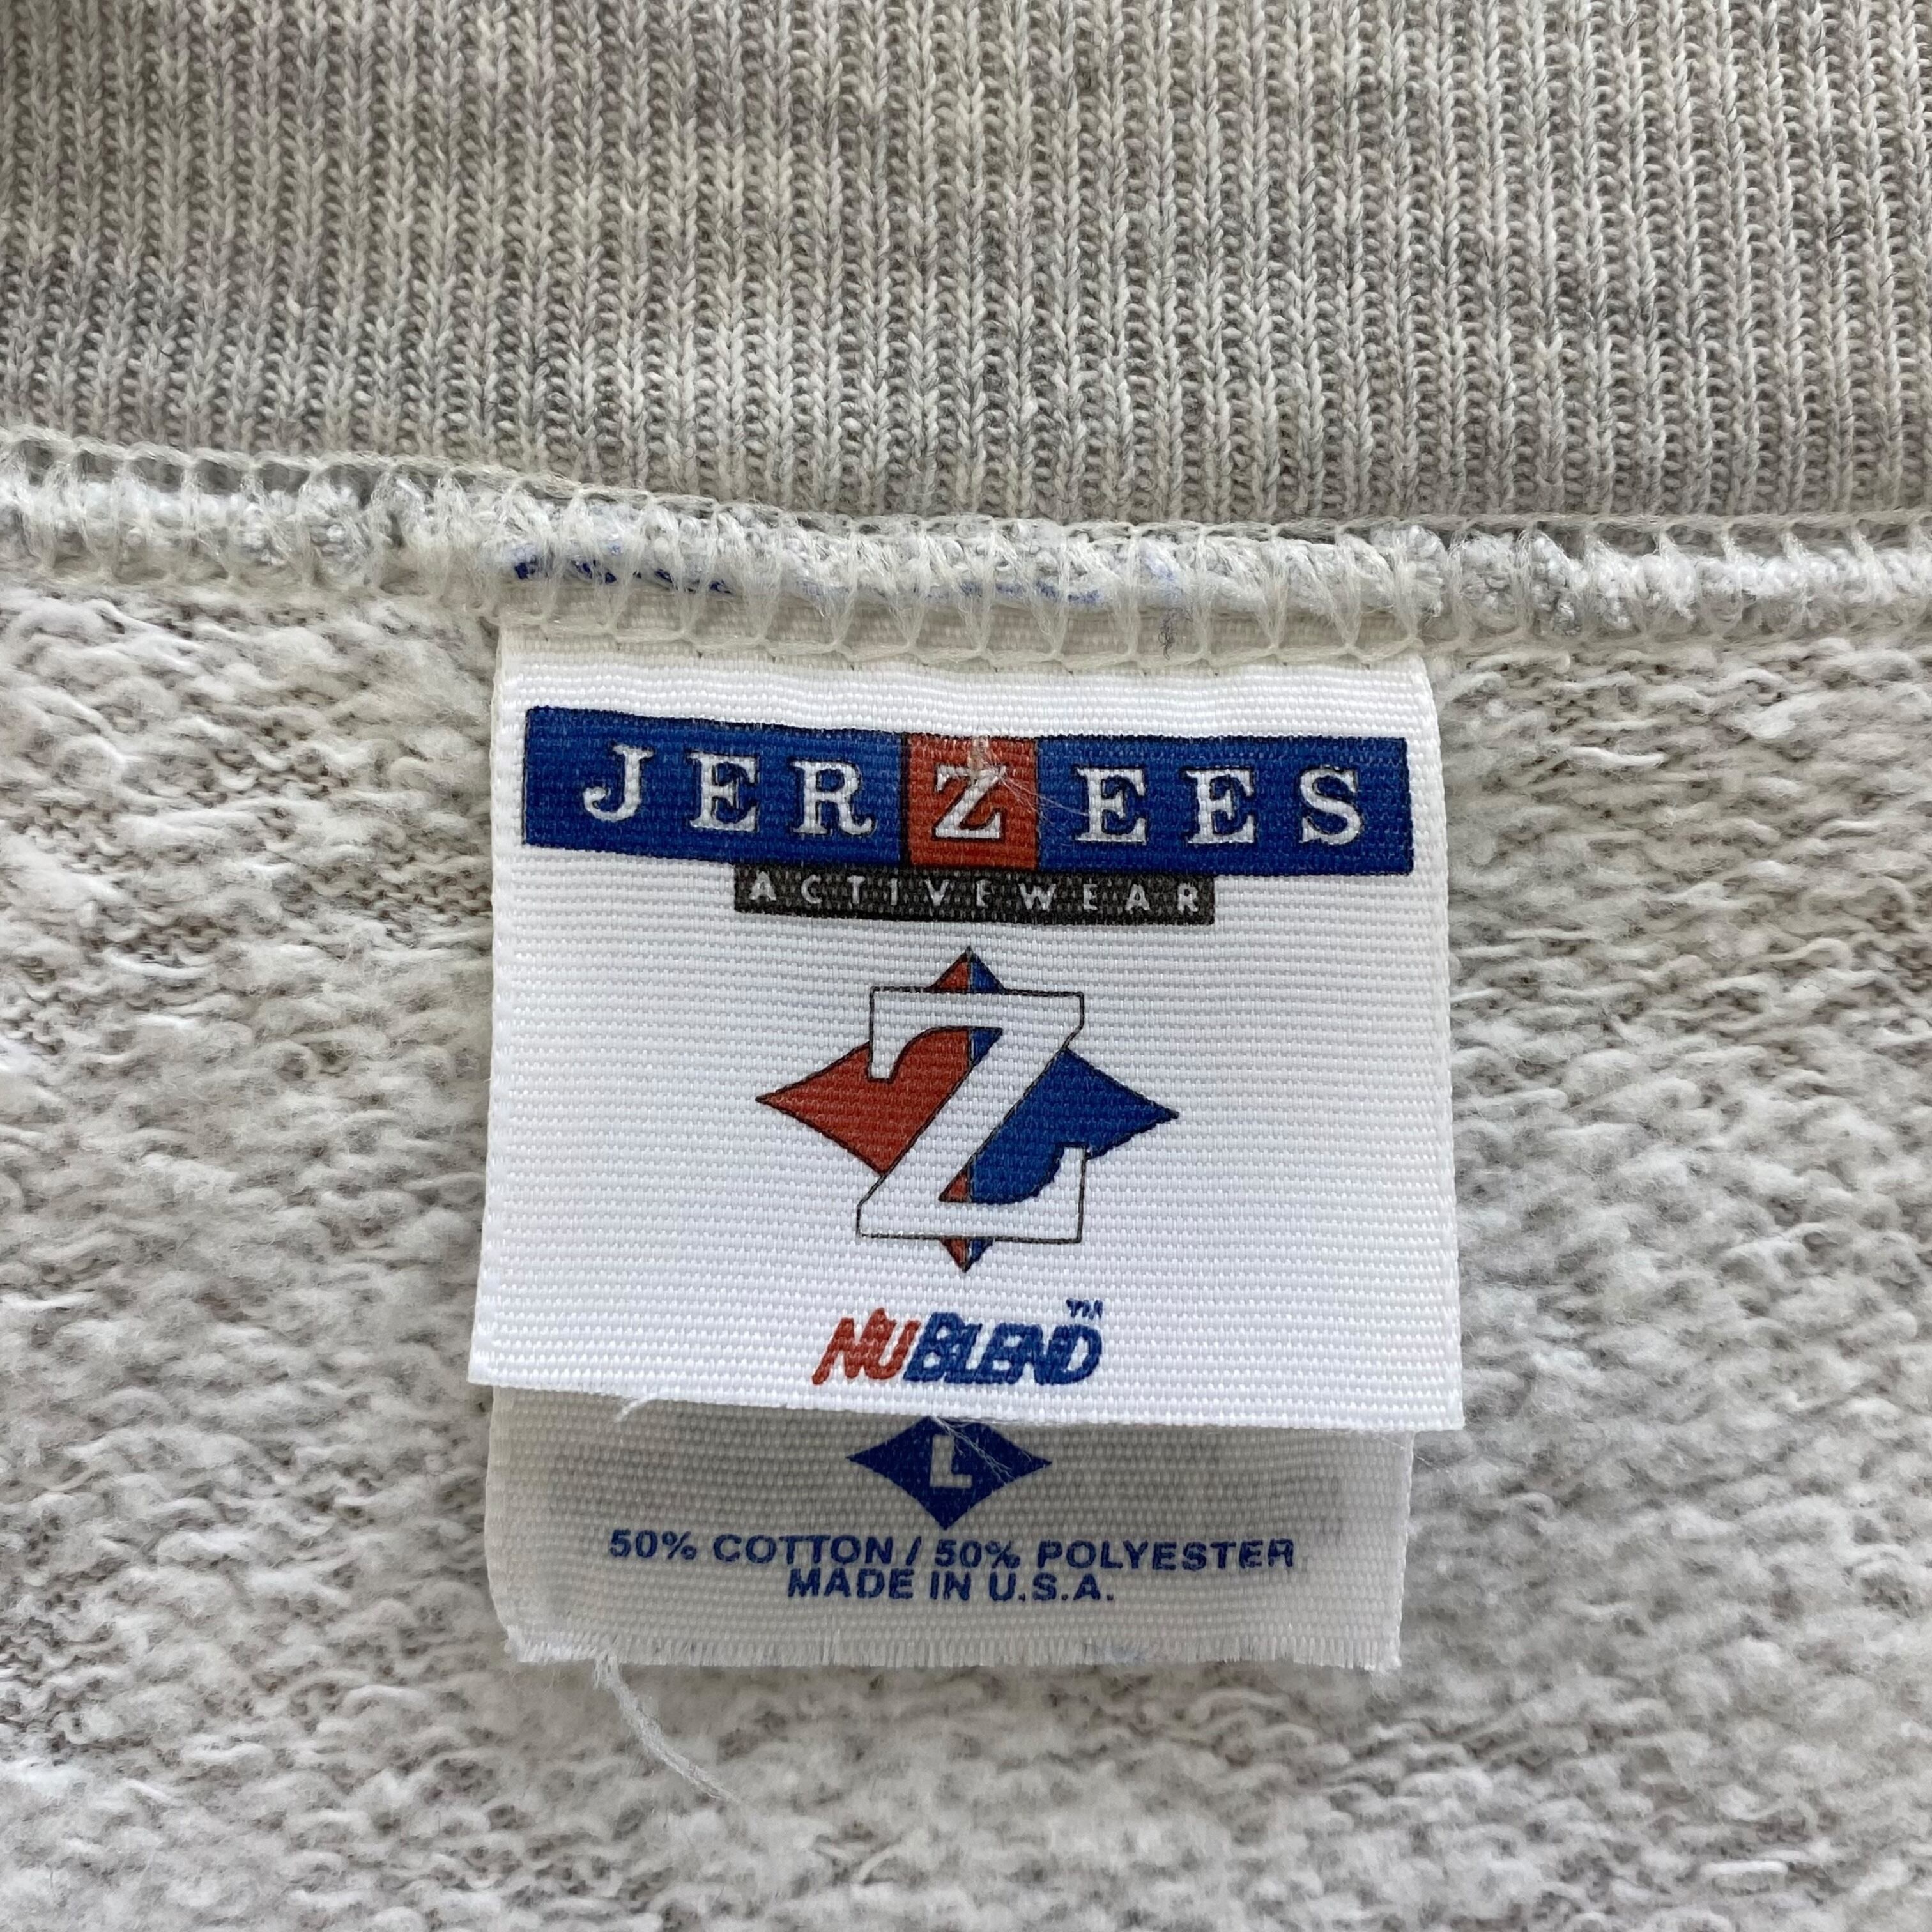 JERZEES
ACTIVEWEAR
Z
NUBLEND™
L
50% COTTON / 50% POLYESTER
MADE IN U.S.A.